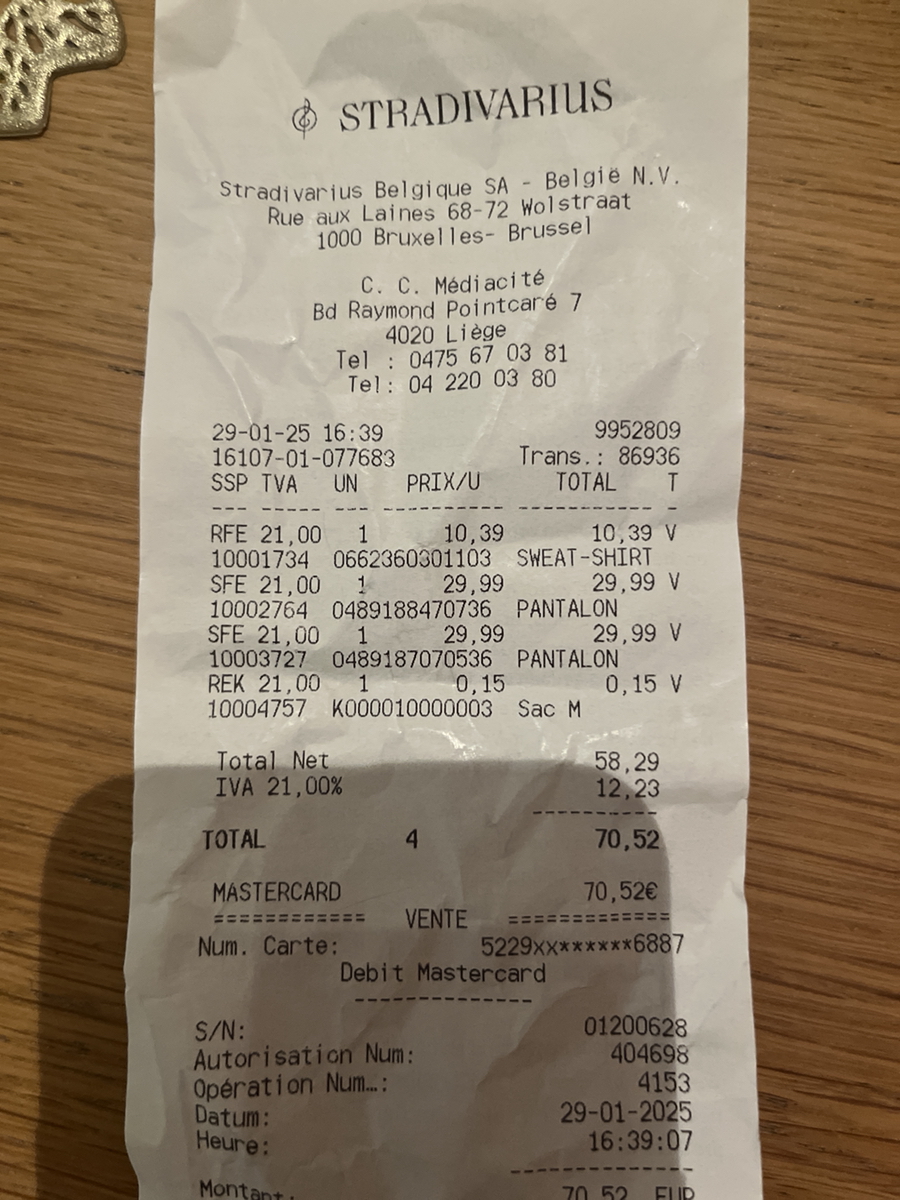 STRADIVARIUS
Stradivarius Belgique SA - België N.V.
Rue aux Laines 68-72 Wolstraat
1000 Bruxelles- Brussel
C. C. Médiacité
Bd Raymond Pointcaré 7
4020 Liège
Tel : 0475 67 03 81
Tel: 04 220 03 80
29-01-25 16:39 9952809
16107-01-077683 Trans.: 86936
SSP TVA UN PRIX/U TOTAL T
--- ---- --- ---------- ----------- -
RFE 21,00 1 10,39 10,39 V
10001734 0662360301103 SWEAT-SHIRT
SFE 21,00 1 29,99 29,99 V
10002764 0489188470736 PANTALON
SFE 21,00 1 29,99 29,99 V
10003727 0489187070536 PANTALON
REK 21,00 1 0,15 0,15 V
10004757 K000010000003 Sac M
Total Net 58,29
IVA 21,00% 12,23
----------
TOTAL 4 70,52
MASTERCARD 70,52€
============ VENTE =============
Num. Carte: 5229xx******6887
Debit Mastercard
--------------
S/N: 01200628
Autorisation Num: 404698
Opération Num…: 4153
Datum: 29-01-2025
Heure: 16:39:07
--------------
Montant: 70,52 EUR